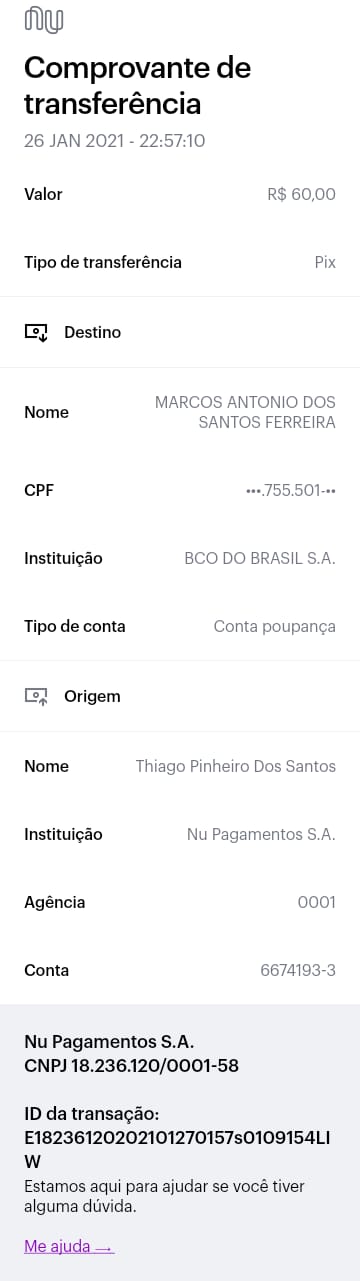 nu
Comprovante de
transferência
26 JAN 2021 - 22:57:10
Valor R$ 60,00
Tipo de transferência Pix
Destino
Nome MARCOS ANTONIO DOS
SANTOS FERREIRA
CPF •••.755.501-••
Instituição BCO DO BRASIL S.A.
Tipo de conta Conta poupança
Origem
Nome Thiago Pinheiro Dos Santos
Instituição Nu Pagamentos S.A.
Agência 0001
Conta 6674193-3
Nu Pagamentos S.A.
CNPJ 18.236.120/0001-58
ID da transação:
E18236120202101270157s0109154LI
W
Estamos aqui para ajudar se você tiver
alguma dúvida.
Me ajuda →